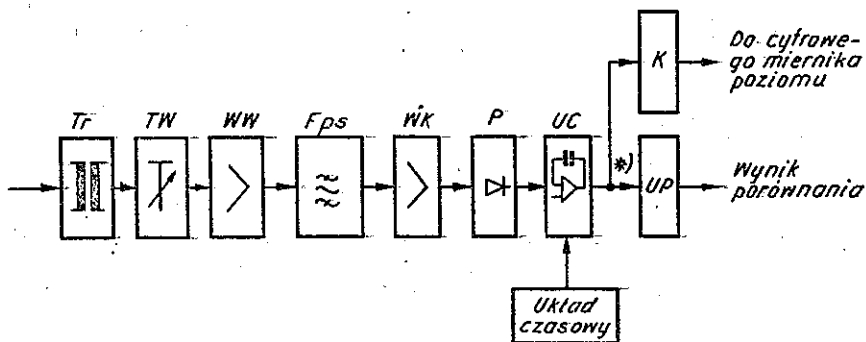 Tr
TW
WW
Fps
WK
P
UC
*)
K
Do cyfrowe-
go miernika
poziomu
UP
Wynik
porównania
Układ
czasowy